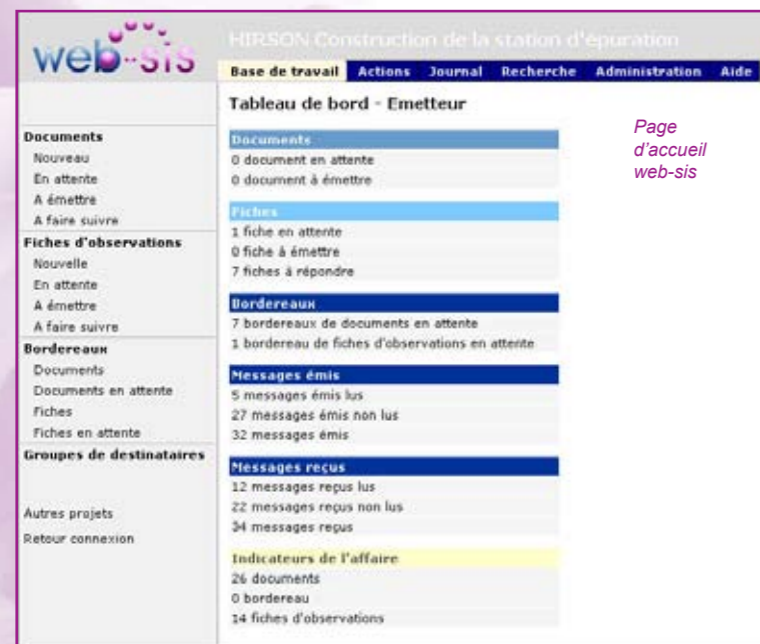 web-sis
HIRSON Construction de la station d'épuration
Base de travail Actions Journal Recherche Administration Aide
Tableau de bord - Emetteur
Documents
Nouveau
En attente
A émettre
A faire suivre
Fiches d'observations
Nouvelle
En attente
A émettre
A faire suivre
Bordereaux
Documents
Documents en attente
Fiches
Fiches en attente
Groupes de destinataires
Autres projets
Retour connexion
Documents
0 document en attente
0 document à émettre
Fiches
1 fiche en attente
0 fiche à émettre
7 fiches à répondre
Bordereaux
7 bordereaux de documents en attente
1 bordereau de fiches d'observations en attente
Messages émis
5 messages émis lus
27 messages émis non lus
32 messages émis
Messages reçus
12 messages reçus lus
22 messages reçus non lus
34 messages reçus
Indicateurs de l'affaire
26 documents
0 bordereau
14 fiches d'observations
Page
d'accueil
web-sis